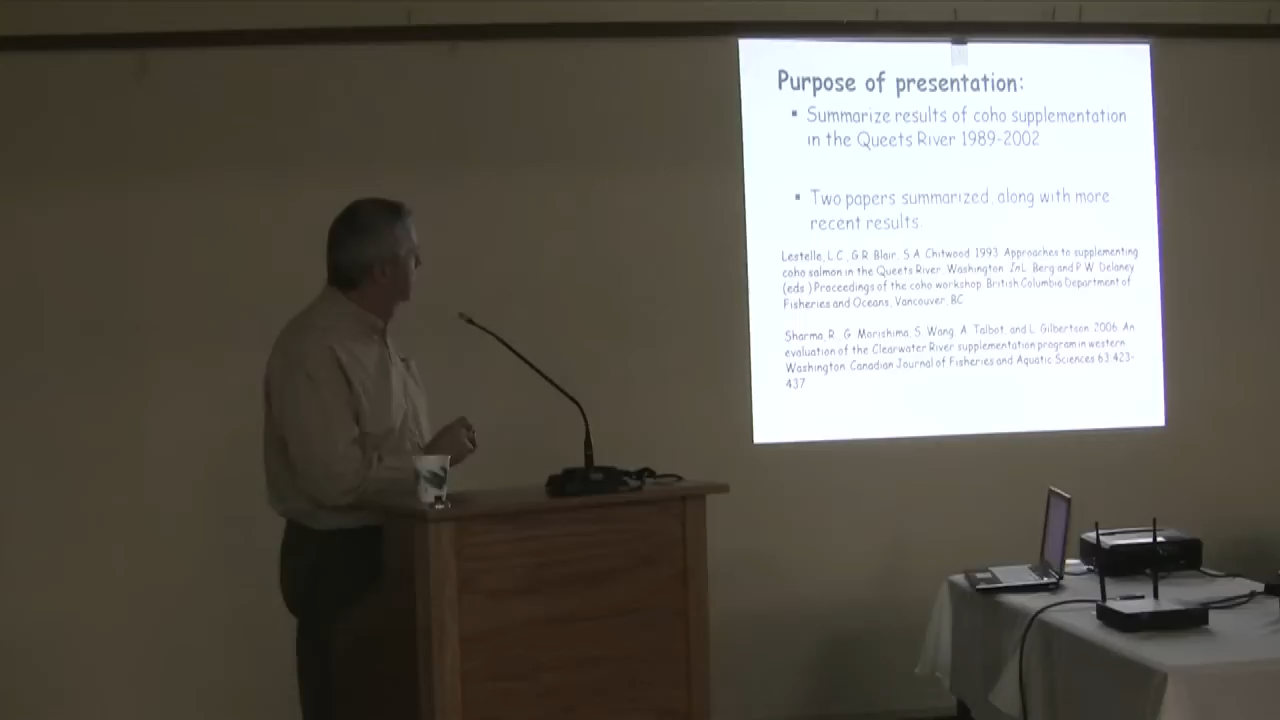 Purpose of presentation:
▪ Summarize results of coho supplementation
in the Queets River 1989-2002
▪ Two papers summarized, along with more
recent results.
Lestelle, L.C., G.R. Blair, S.A. Chitwood. 1993. Approaches to supplementing
coho salmon in the Queets River, Washington. In L. Berg and P.W. Delaney
(eds.) Proceedings of the coho workshop. British Columbia Department of
Fisheries and Oceans, Vancouver, BC
Sharma, R., G. Morishima, S. Wang, A. Talbot, and L. Gilbertson. 2006. An
evaluation of the Clearwater River supplementation program in western
Washington. Canadian Journal of Fisheries and Aquatic Sciences 63:423-
437